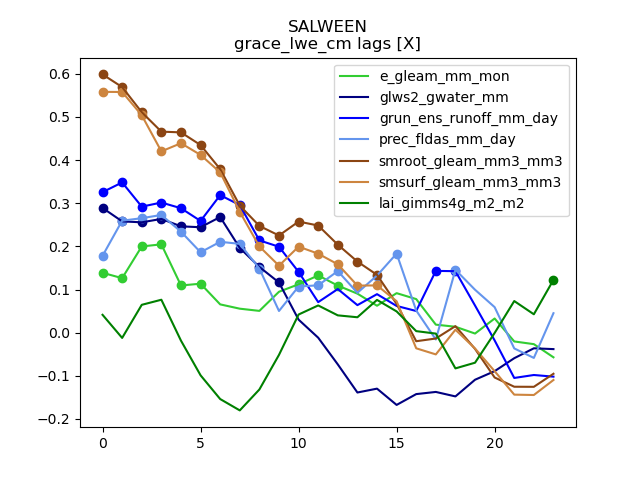 SALWEEN
grace_lwe_cm lags [X]
e_gleam_mm_mon
glws2_gwater_mm
grun_ens_runoff_mm_day
prec_fldas_mm_day
smroot_gleam_mm3_mm3
smsurf_gleam_mm3_mm3
lai_gimms4g_m2_m2
0.6
0.5
0.4
0.3
0.2
0.1
0.0
−0.1
−0.2
0 5 10 15 20